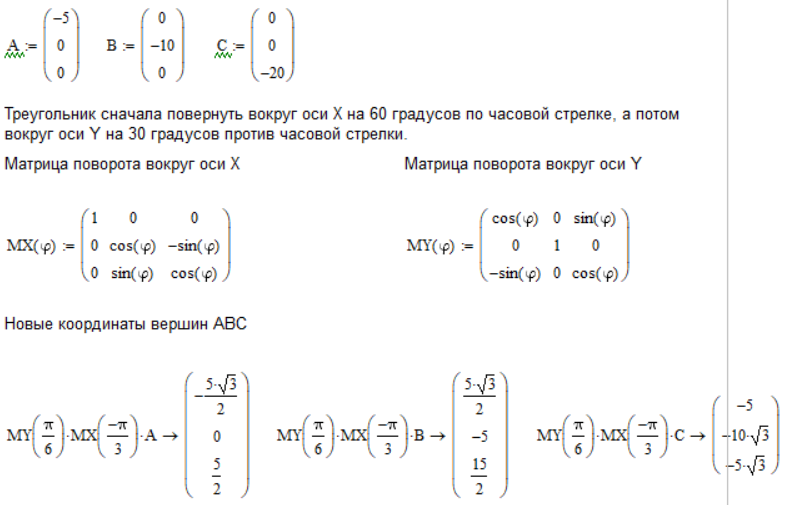 A := (−5 0 0) B := (0 −10 0) C := (0 0 −20)
Треугольник сначала повернуть вокруг оси X на 60 градусов по часовой стрелке, а потом
вокруг оси Y на 30 градусов против часовой стрелки.
Матрица поворота вокруг оси X Матрица поворота вокруг оси Y
MX(φ) := (1 0 0; 0 cos(φ) −sin(φ); 0 sin(φ) cos(φ)) MY(φ) := (cos(φ) 0 sin(φ); 0 1 0; −sin(φ) 0 cos(φ))
Новые координаты вершин ABC
MY(π/6)·MX(−π/3)·A → (−5·√3/2 0 5/2) MY(π/6)·MX(−π/3)·B → (5·√3/2 −5 15/2) MY(π/6)·MX(−π/3)·C → (−5 −10·√3 −5·√3)